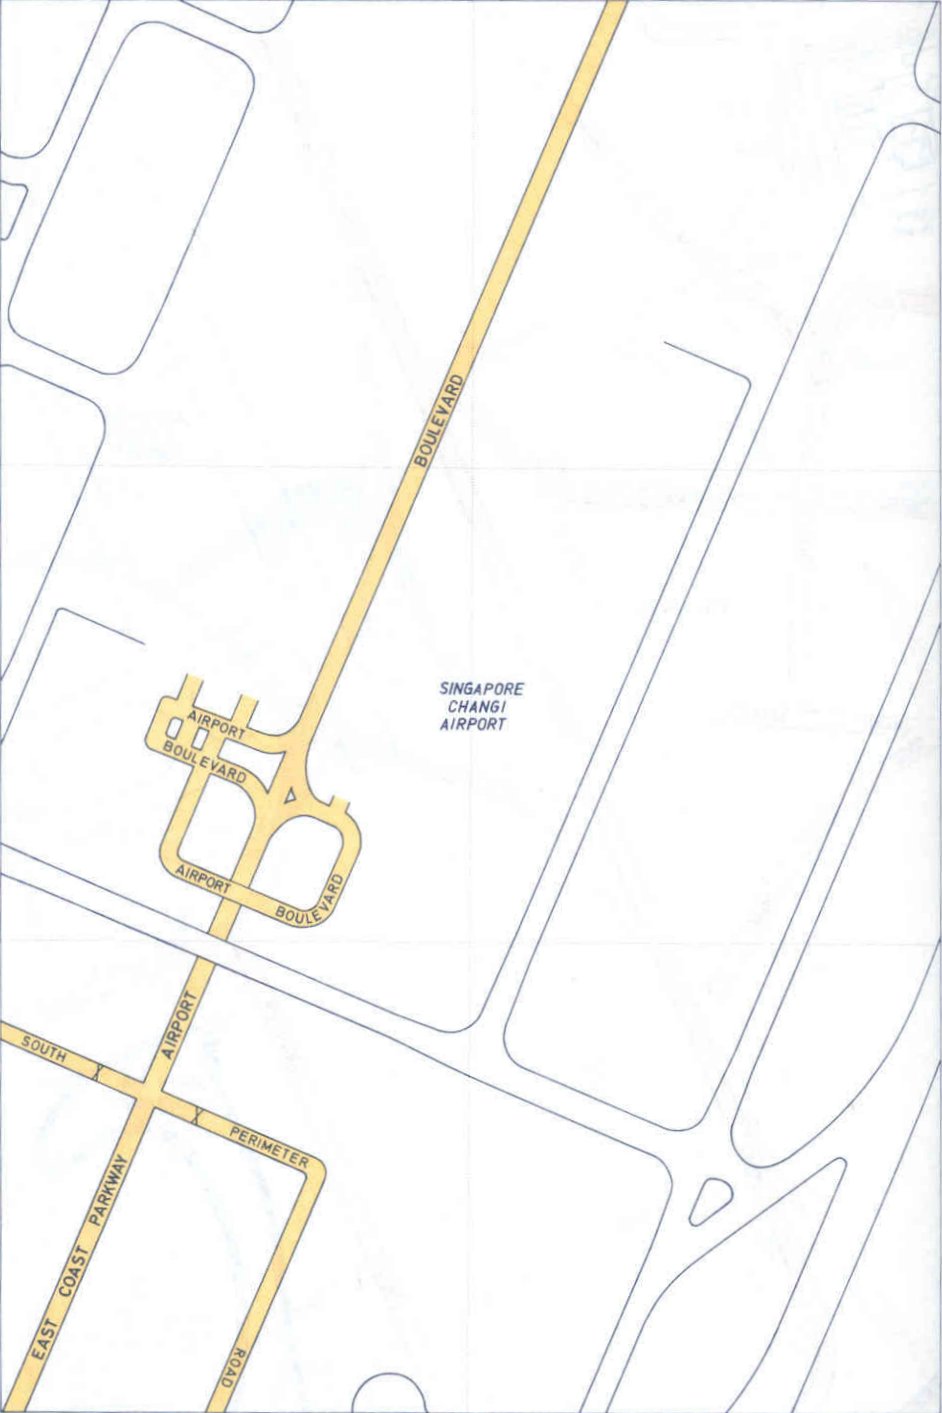 BOULEVARD
SINGAPORE
CHANGI
AIRPORT
AIRPORT
BOULEVARD
AIRPORT
BOULEVARD
AIRPORT
SOUTH
PERIMETER
ROAD
EAST COAST PARKWAY